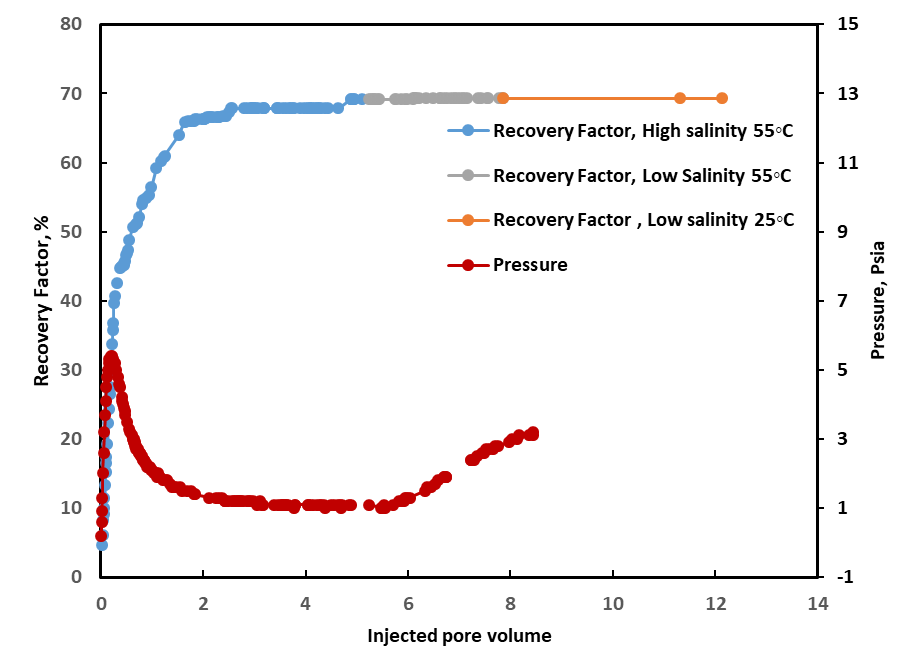 80
70
60
50
40
30
20
10
0
Recovery Factor, %
15
13
11
9
7
5
3
1
-1
Pressure, Psia
Recovery Factor, High salinity 55◦C
Recovery Factor, Low Salinity 55◦C
Recovery Factor , Low salinity 25◦C
Pressure
0 2 4 6 8 10 12 14
Injected pore volume